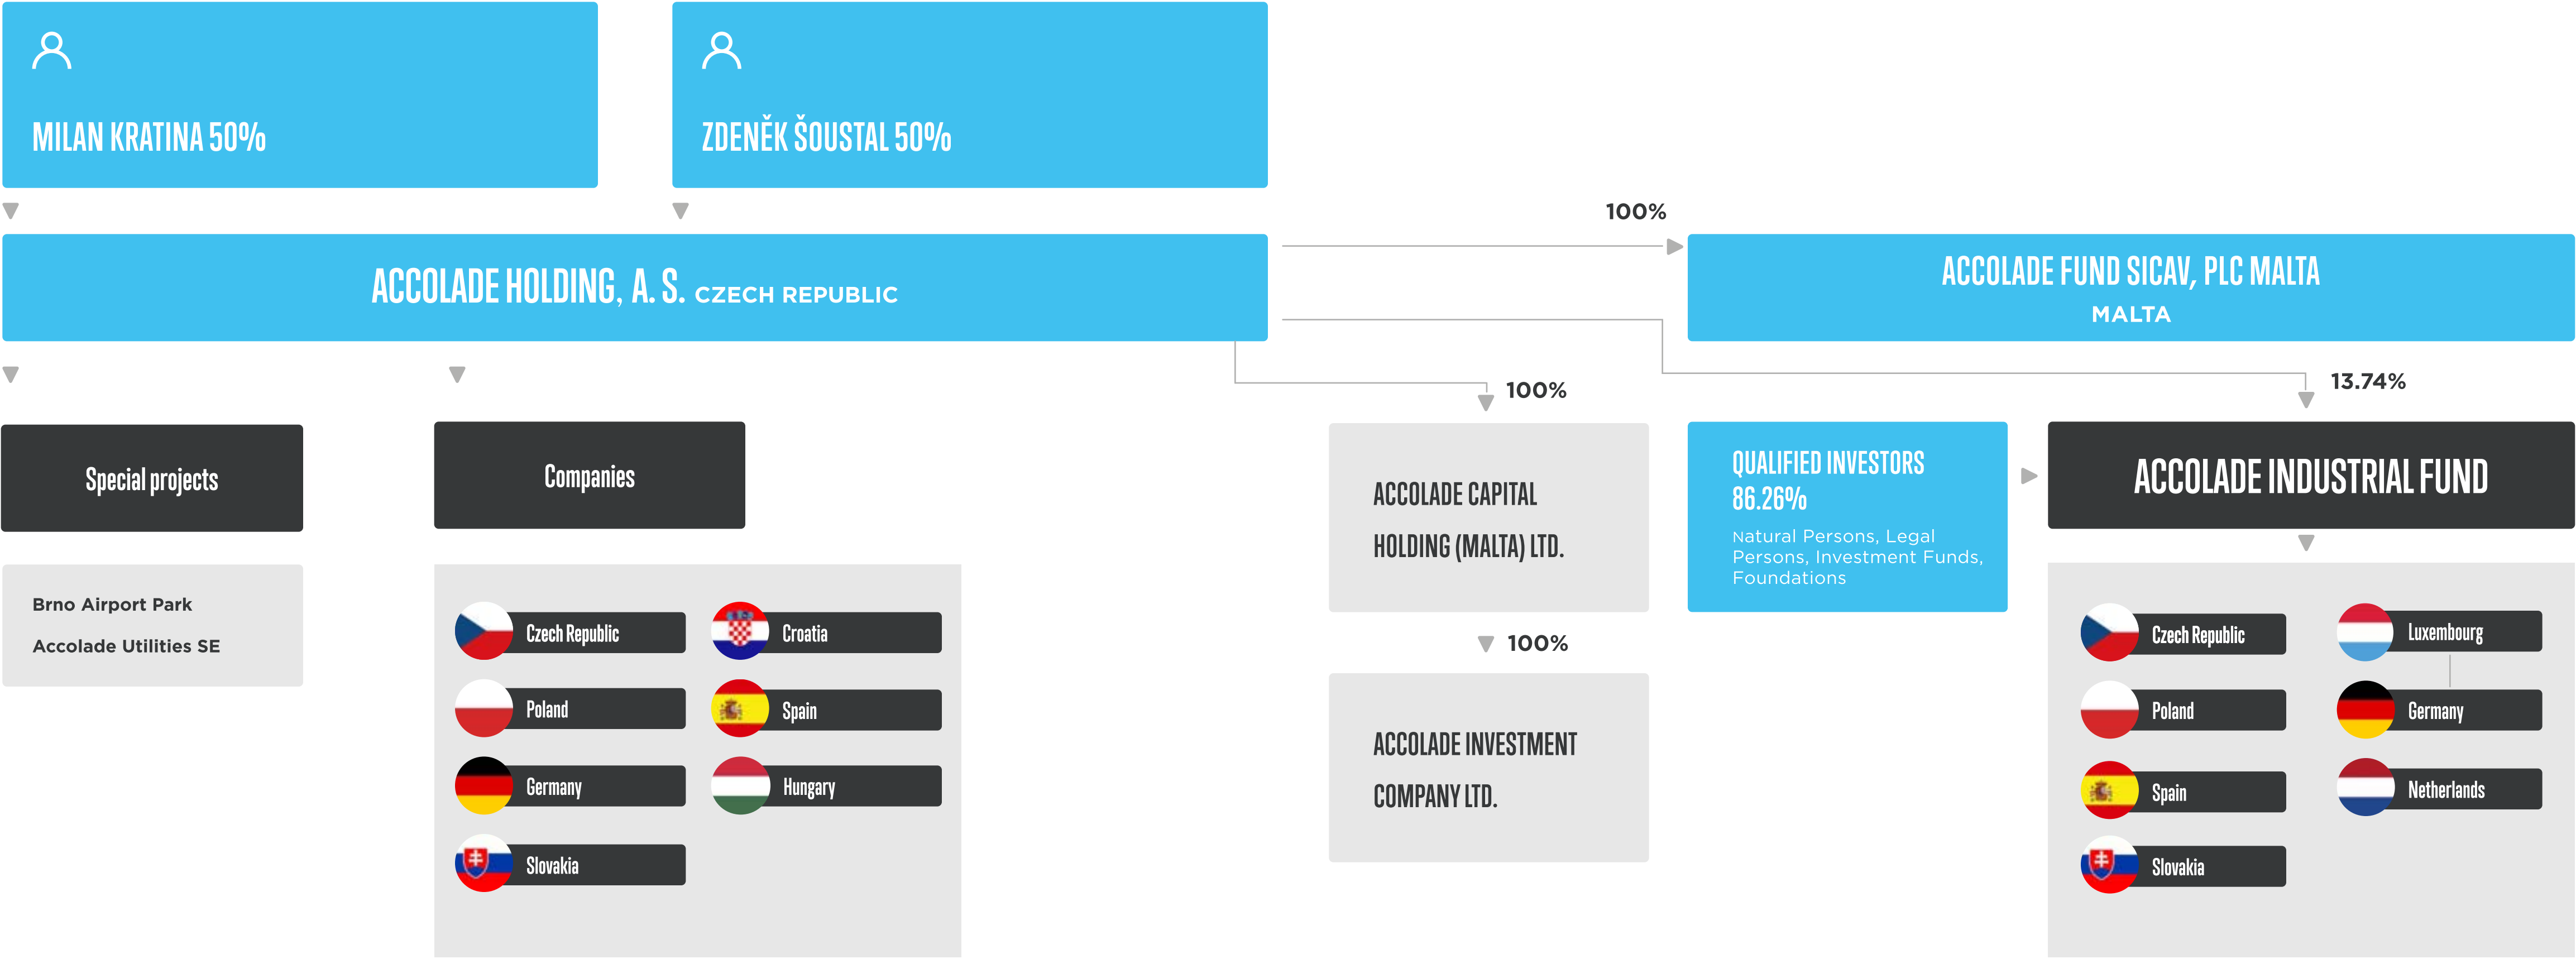 MILAN KRATINA 50%
ZDENĚK ŠOUSTAL 50%
100%
ACCOLADE HOLDING, A. S. CZECH REPUBLIC
ACCOLADE FUND SICAV, PLC MALTA
MALTA
100%
13.74%
Special projects
Companies
ACCOLADE CAPITAL
HOLDING (MALTA) LTD.
QUALIFIED INVESTORS
86.26%
Natural Persons, Legal
Persons, Investment Funds,
Foundations
ACCOLADE INDUSTRIAL FUND
Brno Airport Park
Accolade Utilities SE
Czech Republic
Croatia
Poland
Spain
Germany
Hungary
Slovakia
100%
ACCOLADE INVESTMENT
COMPANY LTD.
Czech Republic
Luxembourg
Poland
Germany
Spain
Netherlands
Slovakia